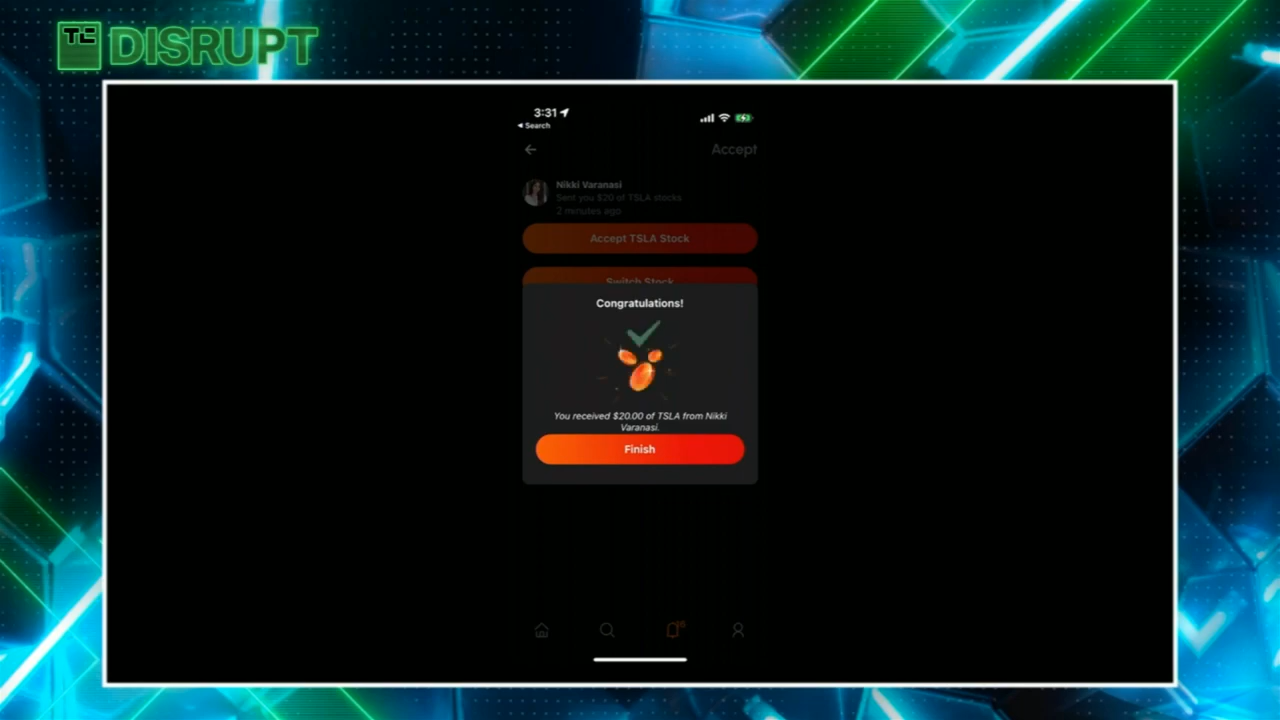 TC DISRUPT
3:31
◀ Search
Accept
Nikki Varanasi
Sent you $20 of TSLA stocks
2 minutes ago
Accept TSLA Stock
Switch Stock
Congratulations!
You received $20.00 of TSLA from Nikki
Varanasi.
Finish